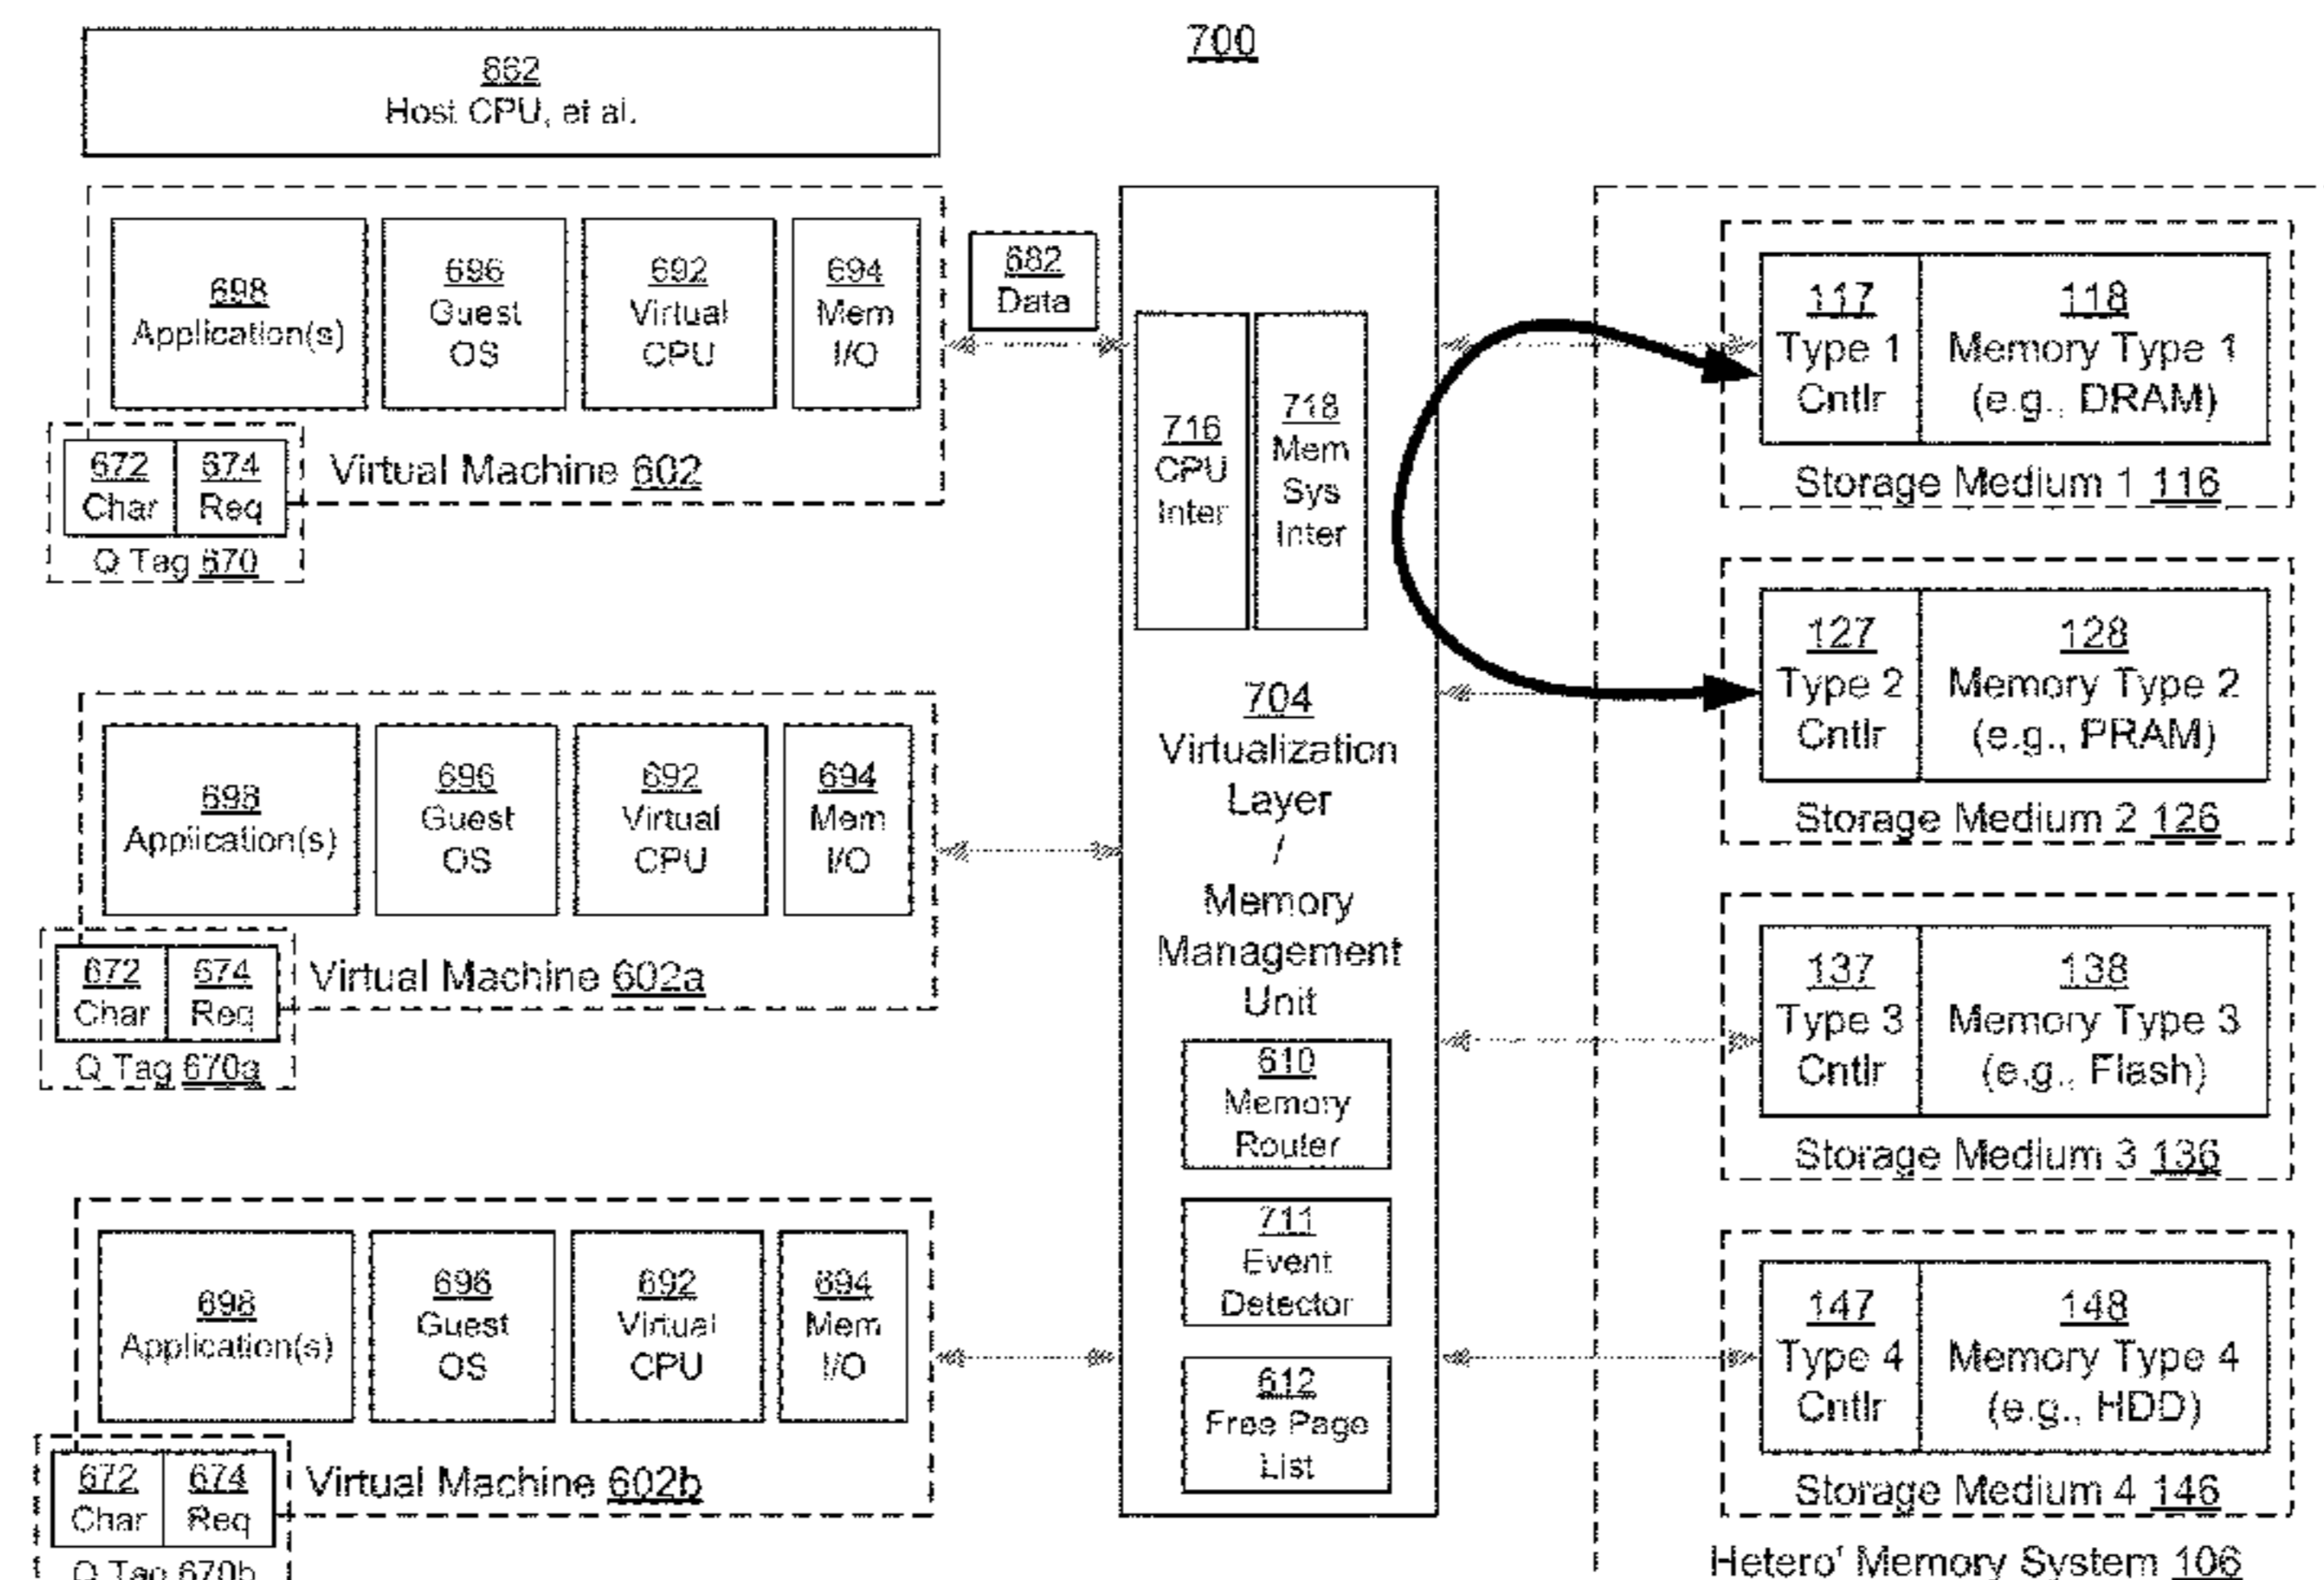 700
662
Host CPU, et al.
698
Application(s)
696
Guest
OS
692
Virtual
CPU
694
Mem
I/O
672
Char
674
Req
Q Tag 670
Virtual Machine 602
682
Data
698
Application(s)
696
Guest
OS
692
Virtual
CPU
694
Mem
I/O
672
Char
674
Req
Q Tag 670a
Virtual Machine 602a
698
Application(s)
696
Guest
OS
692
Virtual
CPU
694
Mem
I/O
672
Char
674
Req
Q Tag 670b
Virtual Machine 602b
716
CPU
Inter
718
Mem
Sys
Inter
704
Virtualization
Layer
/
Memory
Management
Unit
610
Memory
Router
711
Event
Detector
612
Free Page
List
117
Type 1
Cntlr
118
Memory Type 1
(e.g., DRAM)
Storage Medium 1 116
127
Type 2
Cntlr
128
Memory Type 2
(e.g., PRAM)
Storage Medium 2 126
137
Type 3
Cntlr
138
Memory Type 3
(e.g., Flash)
Storage Medium 3 136
147
Type 4
Cntlr
148
Memory Type 4
(e.g., HDD)
Storage Medium 4 146
Hetero' Memory System 106